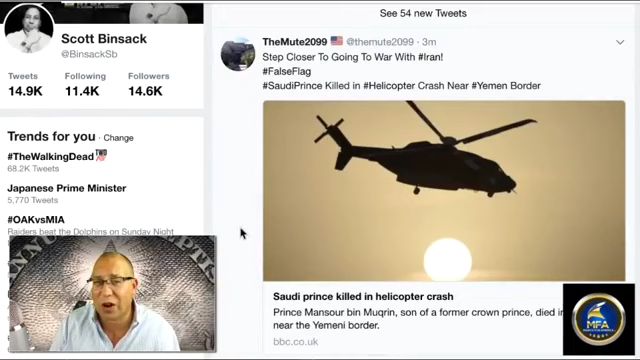 See 54 new Tweets
Scott Binsack
@BinsackSb
Tweets Following Followers
14.9K 11.4K 14.6K
Trends for you · Change
#TheWalkingDead
68.2K Tweets
Japanese Prime Minister
5,770 Tweets
#OAKvsMIA
Raiders beat the Dolphins on Sunday Night
TheMute2099 🇺🇸 @themute2099 · 3m
Step Closer To Going To War With #Iran!
#FalseFlag
#SaudiPrince Killed in #Helicopter Crash Near #Yemen Border
Saudi prince killed in helicopter crash
Prince Mansour bin Muqrin, son of a former crown prince, died in
near the Yemeni border.
bbc.co.uk
MFA